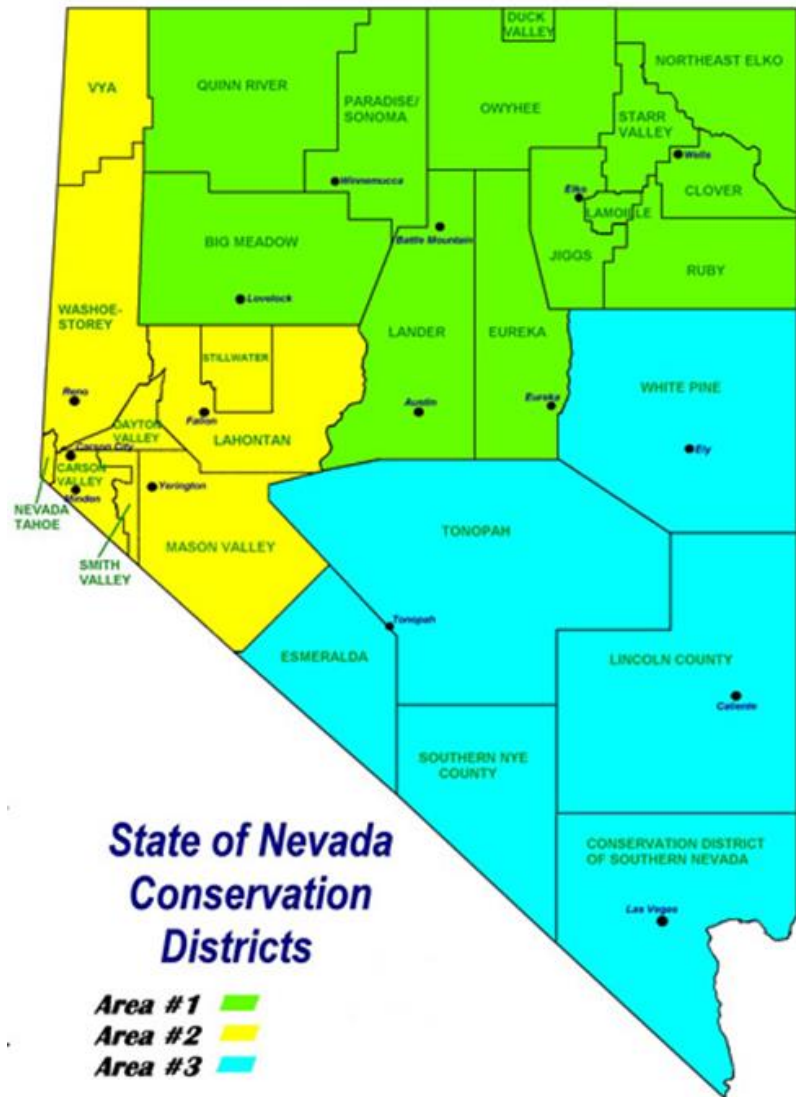 DUCK
VALLEY
NORTHEAST ELKO
VYA
QUINN RIVER
PARADISE/
SONOMA
OWYHEE
STARR
VALLEY
Wells
Winnemucca
CLOVER
Elko
LAMOILLE
Battle Mountain
BIG MEADOW
JIGGS
RUBY
Lovelock
WASHOE-
STOREY
LANDER
EUREKA
STILLWATER
WHITE PINE
Reno
Fallon
Austin
Eureka
DAYTON
VALLEY
LAHONTAN
Carson City
CARSON
VALLEY
Ely
Minden
Yerington
NEVADA
TAHOE
SMITH
VALLEY
MASON VALLEY
TONOPAH
Tonopah
ESMERALDA
LINCOLN COUNTY
Caliente
SOUTHERN NYE
COUNTY
CONSERVATION DISTRICT
OF SOUTHERN NEVADA
Las Vegas
State of Nevada
Conservation
Districts
Area #1
Area #2
Area #3